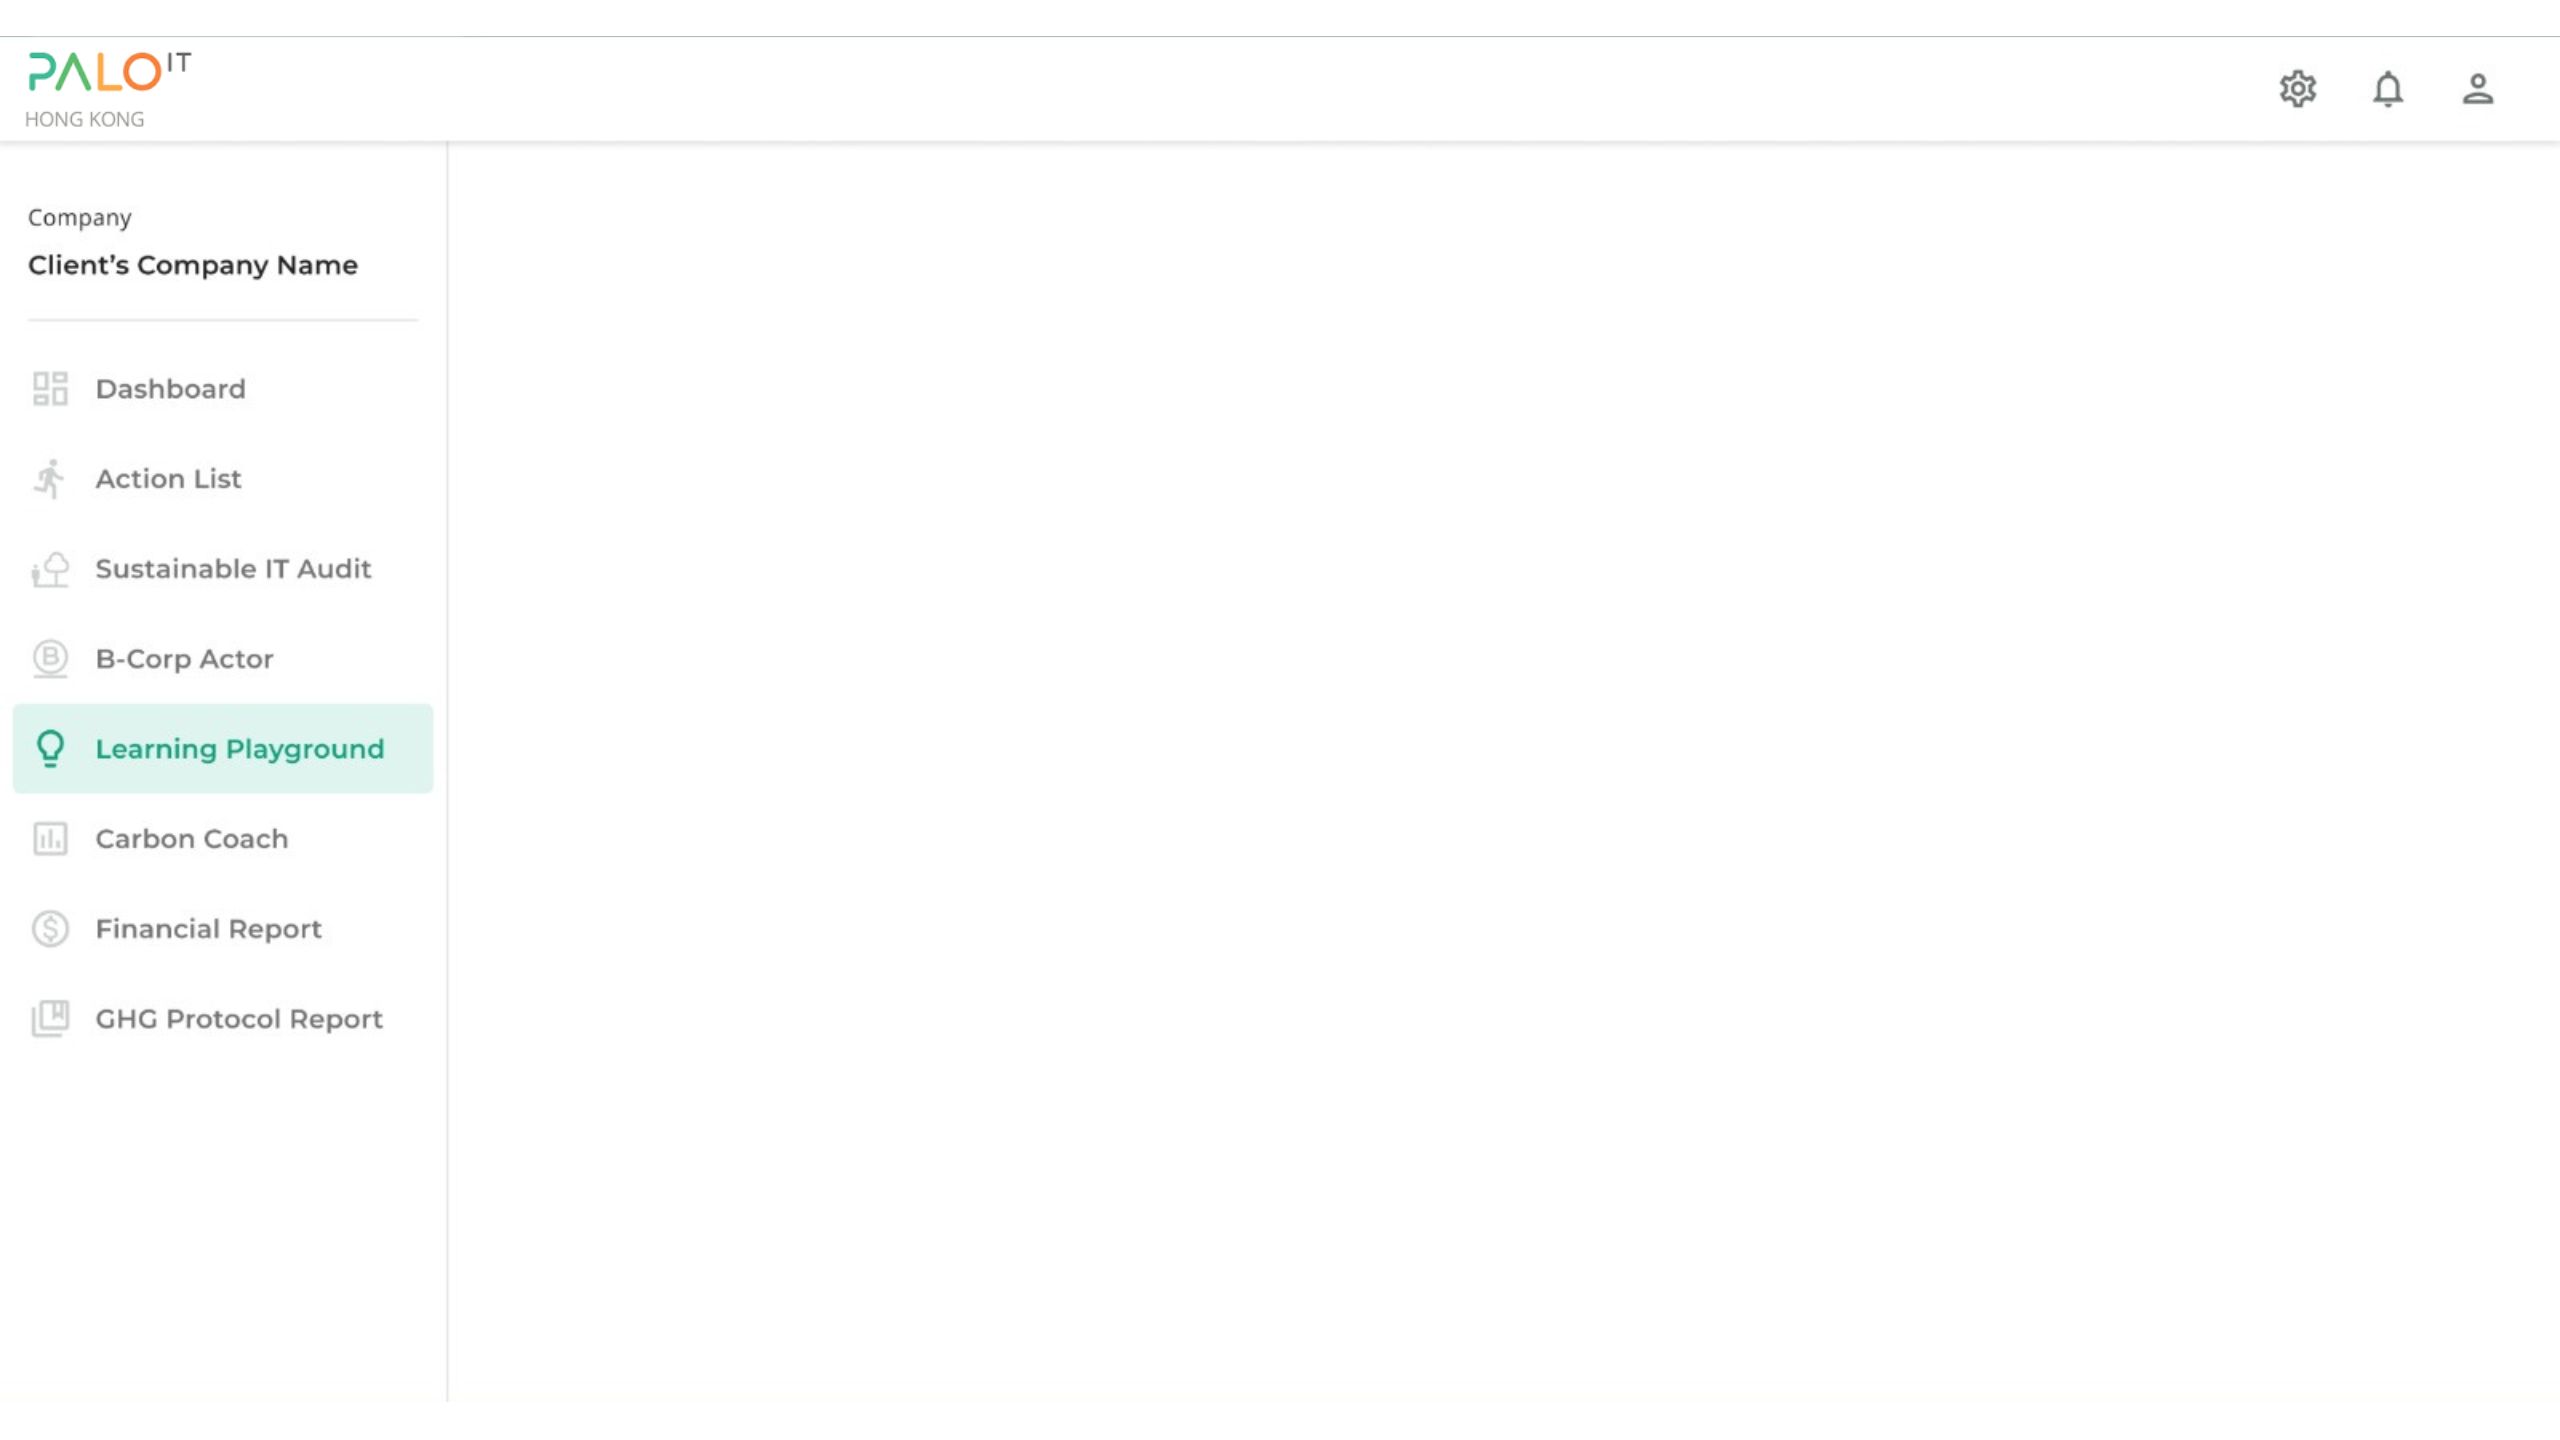 PALO IT
HONG KONG
Company
Client’s Company Name
Dashboard
Action List
Sustainable IT Audit
B-Corp Actor
Learning Playground
Carbon Coach
Financial Report
GHG Protocol Report